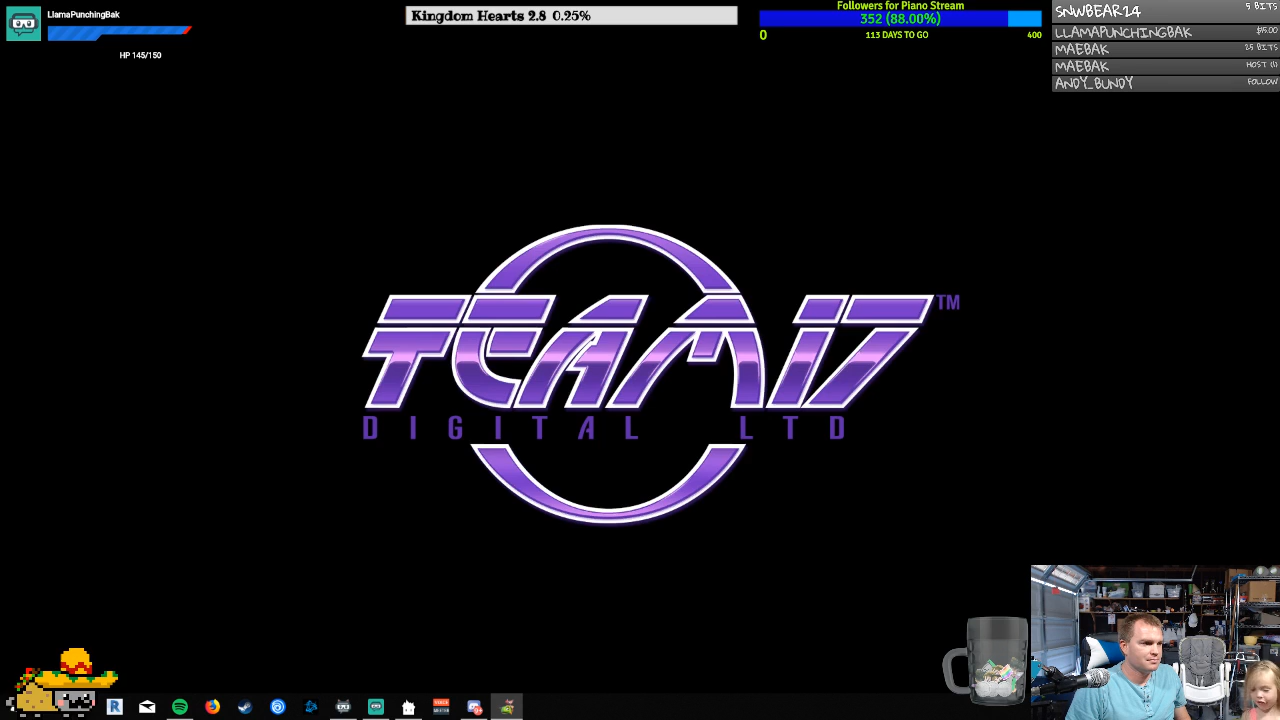 LlamaPunchingBak
HP 145/150
Kingdom Hearts 2.8 0.25%
Followers for Piano Stream
352 (88.00%)
0
113 DAYS TO GO
400
SNWBEAR24
5 BITS
LLAMAPUNCHINGBAK
$15.00
MAEBAK
25 BITS
MAEBAK
HOST (1)
ANDY_BUNDY
FOLLOW
TEAM17
TM
DIGITAL LTD
R